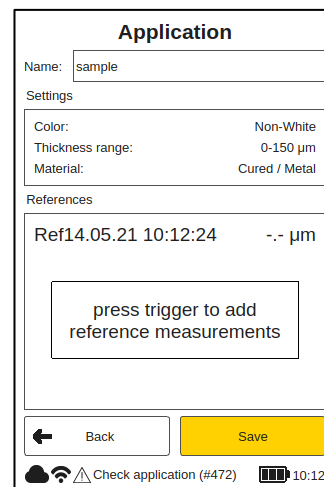 Application
Name: sample
Settings
Color: Non-White
Thickness range: 0-150 µm
Material: Cured / Metal
References
Ref14.05.21 10:12:24 -.- µm
press trigger to add
reference measurements
Back Save
Check application (#472) 10:12